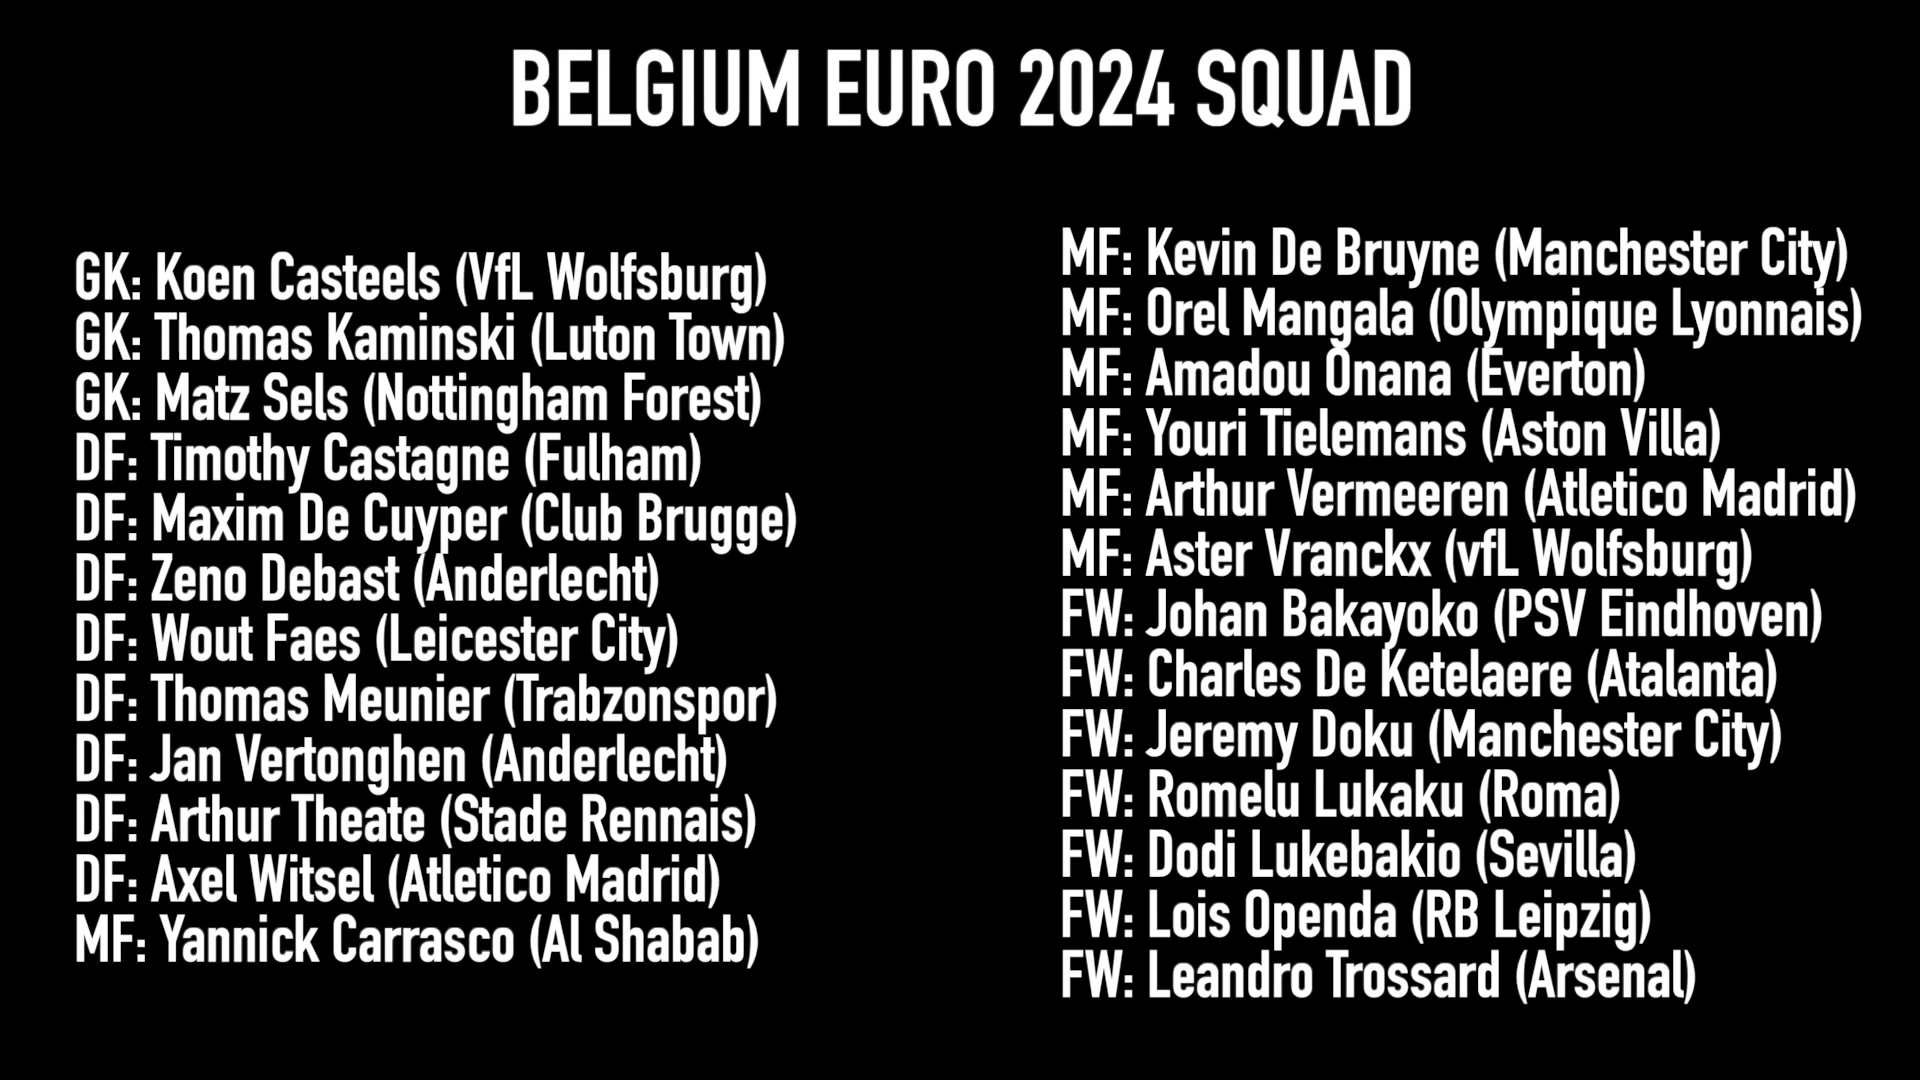 BELGIUM EURO 2024 SQUAD
GK: Koen Casteels (VfL Wolfsburg)
GK: Thomas Kaminski (Luton Town)
GK: Matz Sels (Nottingham Forest)
DF: Timothy Castagne (Fulham)
DF: Maxim De Cuyper (Club Brugge)
DF: Zeno Debast (Anderlecht)
DF: Wout Faes (Leicester City)
DF: Thomas Meunier (Trabzonspor)
DF: Jan Vertonghen (Anderlecht)
DF: Arthur Theate (Stade Rennais)
DF: Axel Witsel (Atletico Madrid)
MF: Yannick Carrasco (Al Shabab)
MF: Kevin De Bruyne (Manchester City)
MF: Orel Mangala (Olympique Lyonnais)
MF: Amadou Onana (Everton)
MF: Youri Tielemans (Aston Villa)
MF: Arthur Vermeeren (Atletico Madrid)
MF: Aster Vranckx (vfL Wolfsburg)
FW: Johan Bakayoko (PSV Eindhoven)
FW: Charles De Ketelaere (Atalanta)
FW: Jeremy Doku (Manchester City)
FW: Romelu Lukaku (Roma)
FW: Dodi Lukebakio (Sevilla)
FW: Lois Openda (RB Leipzig)
FW: Leandro Trossard (Arsenal)